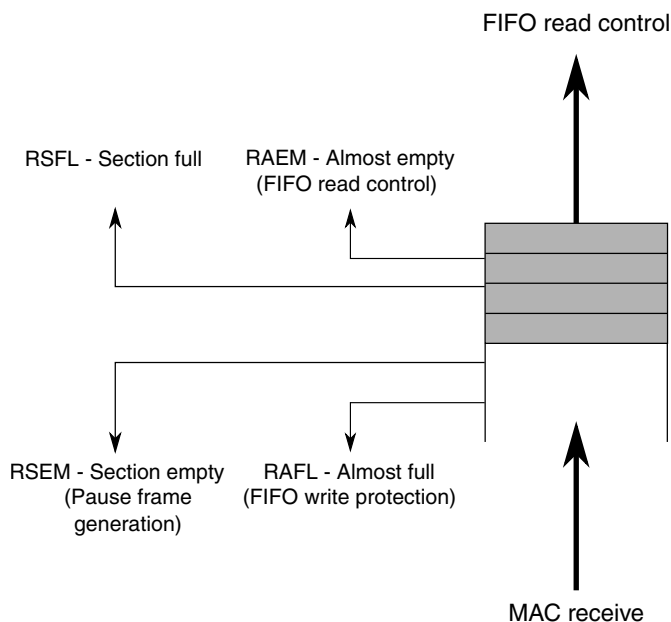 FIFO read control
RSFL - Section full
RAEM - Almost empty
(FIFO read control)
RSEM - Section empty
(Pause frame
generation)
RAFL - Almost full
(FIFO write protection)
MAC receive